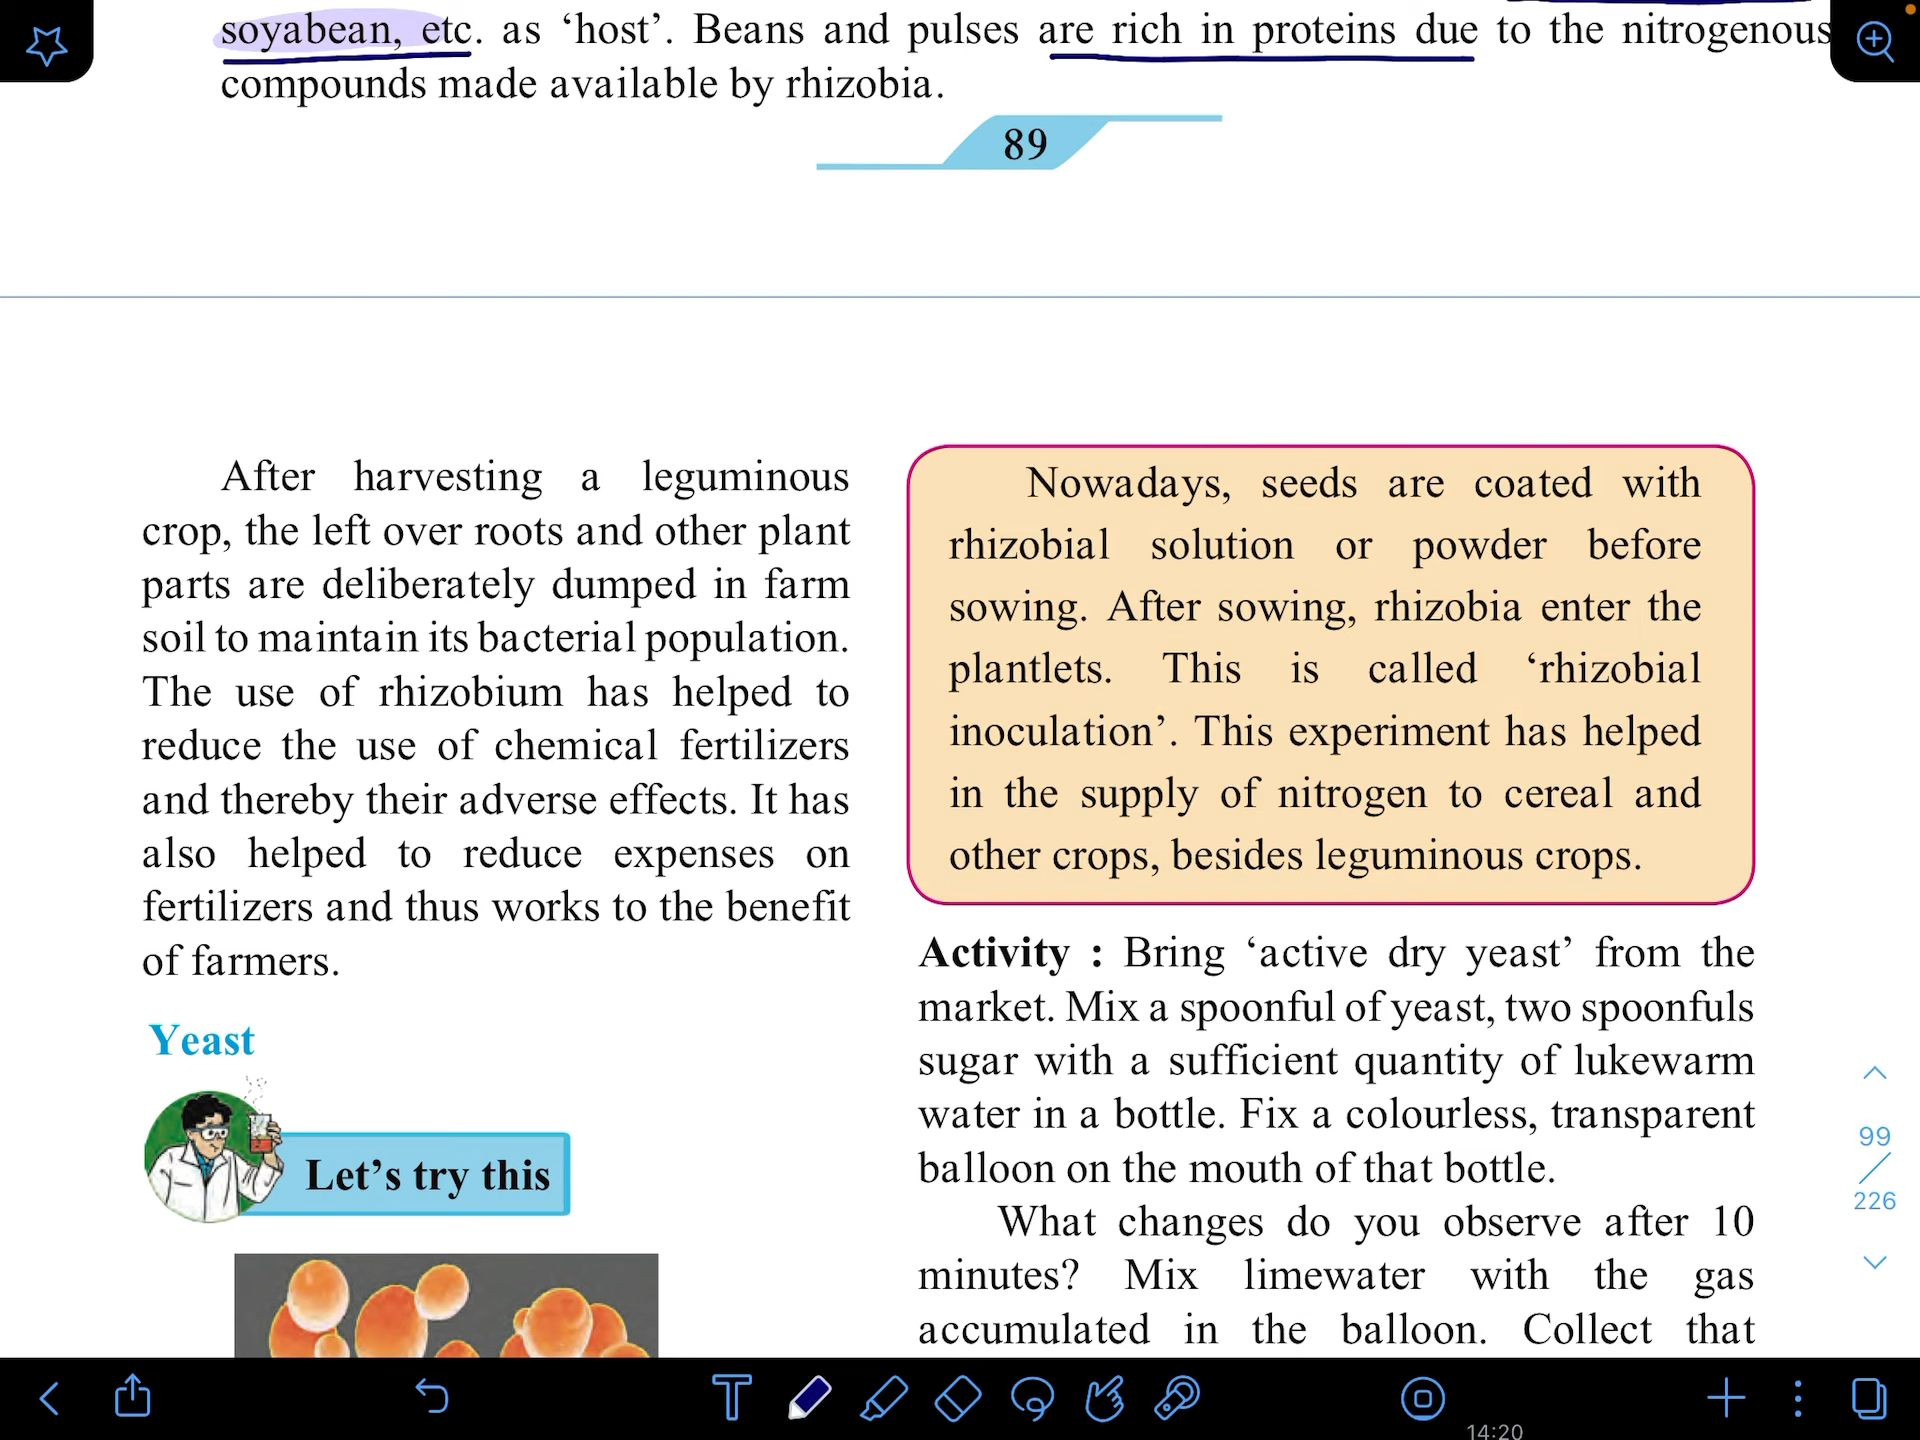 soyabean, etc. as ‘host’. Beans and pulses are rich in proteins due to the nitrogenous
compounds made available by rhizobia.
89
After harvesting a leguminous
crop, the left over roots and other plant
parts are deliberately dumped in farm
soil to maintain its bacterial population.
The use of rhizobium has helped to
reduce the use of chemical fertilizers
and thereby their adverse effects. It has
also helped to reduce expenses on
fertilizers and thus works to the benefit
of farmers.
Yeast
Let’s try this
Nowadays, seeds are coated with
rhizobial solution or powder before
sowing. After sowing, rhizobia enter the
plantlets. This is called ‘rhizobial
inoculation’. This experiment has helped
in the supply of nitrogen to cereal and
other crops, besides leguminous crops.
Activity : Bring ‘active dry yeast’ from the
market. Mix a spoonful of yeast, two spoonfuls
sugar with a sufficient quantity of lukewarm
water in a bottle. Fix a colourless, transparent
balloon on the mouth of that bottle.
What changes do you observe after 10
minutes? Mix limewater with the gas
accumulated in the balloon. Collect that
99
/
226
T
14:20